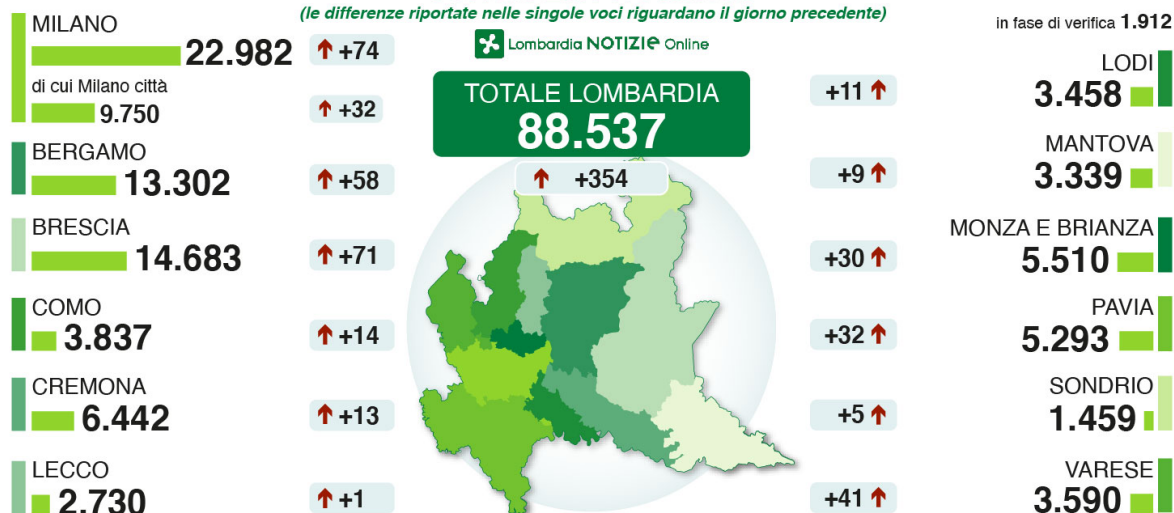 (le differenze riportate nelle singole voci riguardano il giorno precedente)
Lombardia NOTIZIE Online
in fase di verifica 1.912
TOTALE LOMBARDIA
88.537
+354
MILANO
22.982
+74
di cui Milano città
9.750
+32
BERGAMO
13.302
+58
BRESCIA
14.683
+71
COMO
3.837
+14
CREMONA
6.442
+13
LECCO
2.730
+1
LODI
+11
3.458
MANTOVA
+9
3.339
MONZA E BRIANZA
+30
5.510
PAVIA
+32
5.293
SONDRIO
+5
1.459
VARESE
+41
3.590